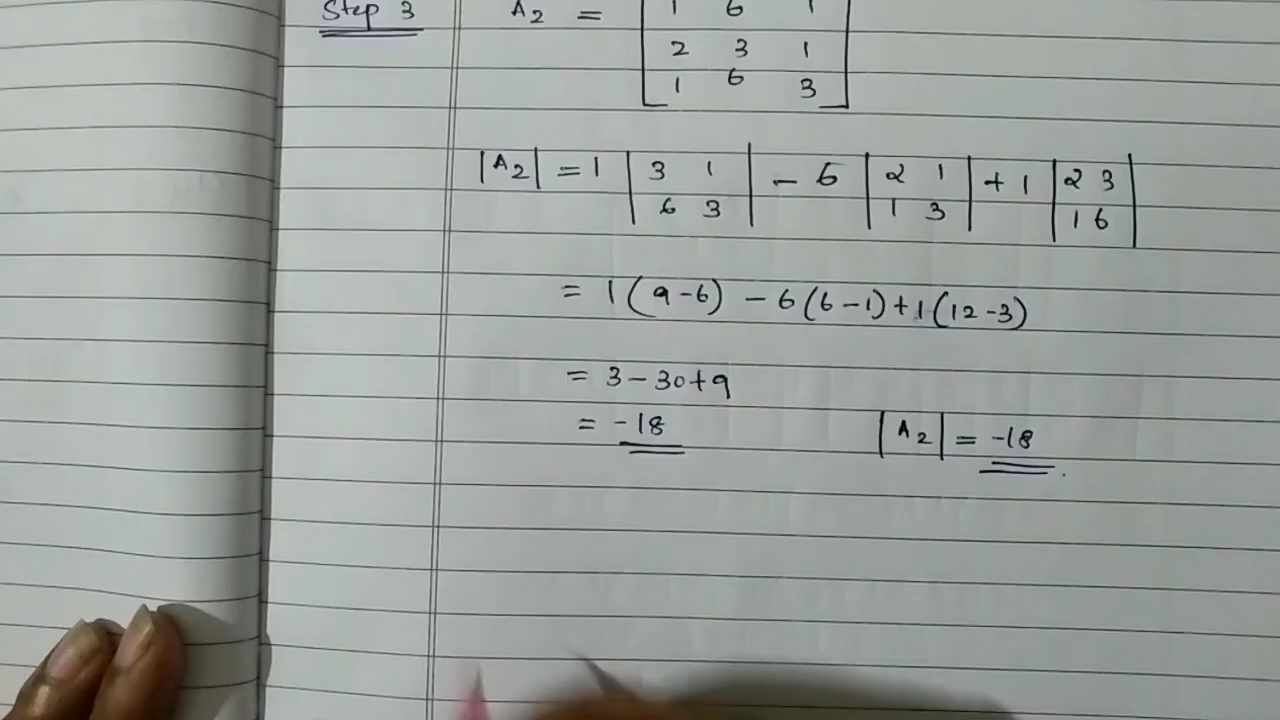 Step 3 A2 = [ 1 6 1
2 3 1
1 6 3 ]
|A2| = 1 | 3 1 | - 6 | 2 1 | + 1 | 2 3 |
| 6 3 | | 1 3 | | 1 6 |
= 1(9-6) - 6(6-1)+1(12-3)
= 3-30+9
= -18 |A2| = -18.